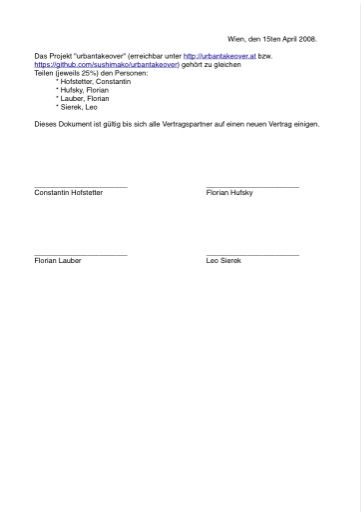 Wien, den 15ten April 2008.
Das Projekt "urbantakeover" (erreichbar unter http://urbantakeover.at bzw.
https://github.com/sushimako/urbantakeover) gehört zu gleichen
Teilen (jeweils 25%) den Personen:
* Hofstetter, Constantin
* Hufsky, Florian
* Lauber, Florian
* Sierek, Leo
Dieses Dokument ist gültig bis sich alle Vertragspartner auf einen neuen Vertrag einigen.
Constantin Hofstetter
Florian Hufsky
Florian Lauber
Leo Sierek